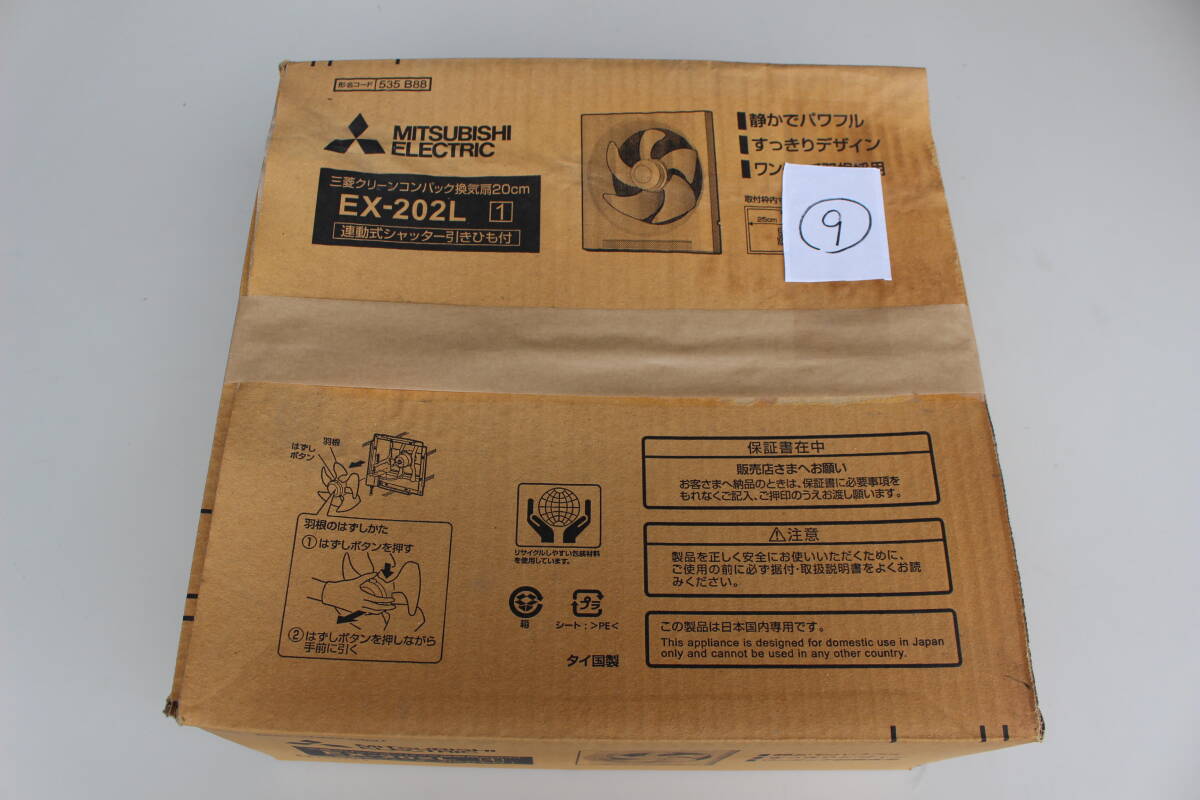 形名コード 535 B88
MITSUBISHI
ELECTRIC
三菱クリーンコンパック換気扇20cm
EX-202L 1
連動式シャッター引きひも付
静かでパワフル
すっきりデザイン
ワン
採用
取付枠内寸
25cm
9
羽根
はずし
ボタン
羽根のはずしかた
①はずしボタンを押す
②はずしボタンを押しながら
手前に引く
リサイクルしやすい包装材料
を使用しています。
箱
プラ
シート:>PE<
タイ国製
保証書在中
販売店さまへお願い
お客さまへ納品のときは、保証書に必要事項を
もれなくご記入、ご押印のうえお渡し願います。
⚠注意
製品を正しく安全にお使いいただくために、
ご使用の前に必ず据付・取扱説明書をよくお読
みください。
この製品は日本国内専用です。
This appliance is designed for domestic use in Japan
only and cannot be used in any other country.
MITSUBISHI